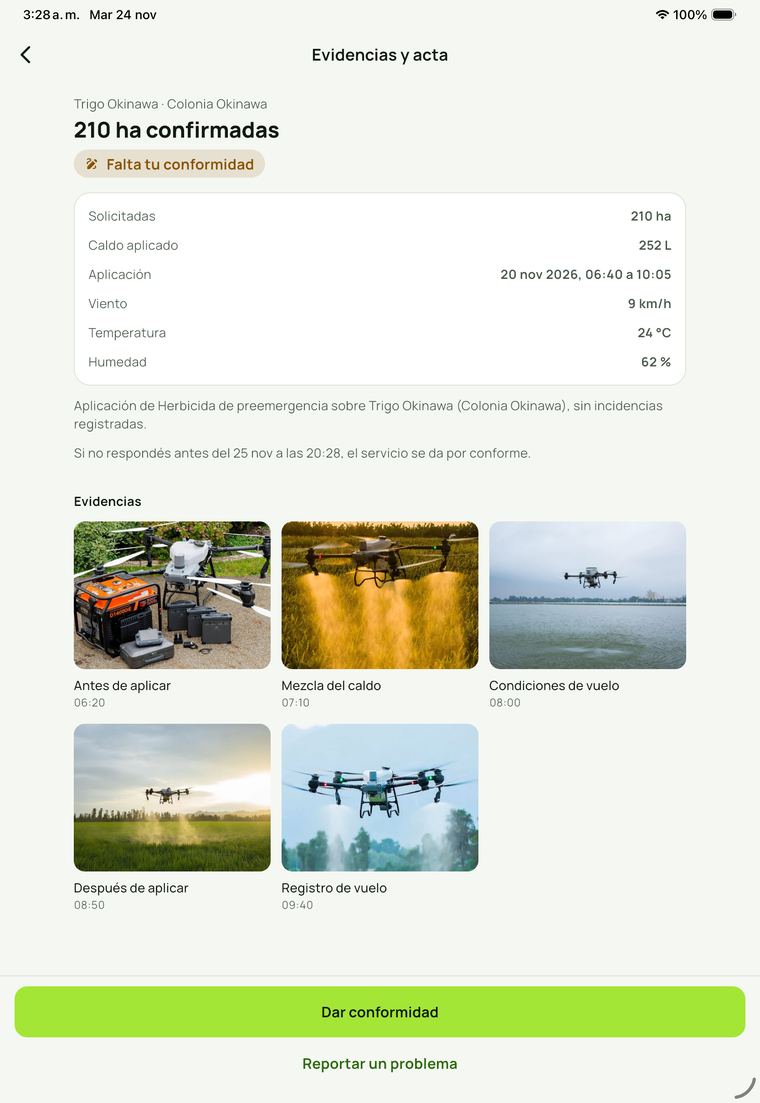 3:28 a. m. Mar 24 nov
100%
Evidencias y acta
Trigo Okinawa · Colonia Okinawa
210 ha confirmadas
Falta tu conformidad
Solicitadas 210 ha
Caldo aplicado 252 L
Aplicación 20 nov 2026, 06:40 a 10:05
Viento 9 km/h
Temperatura 24 °C
Humedad 62 %
Aplicación de Herbicida de preemergencia sobre Trigo Okinawa (Colonia Okinawa), sin incidencias
registradas.
Si no respondés antes del 25 nov a las 20:28, el servicio se da por conforme.
Evidencias
Antes de aplicar
06:20
Mezcla del caldo
07:10
Condiciones de vuelo
08:00
Después de aplicar
08:50
Registro de vuelo
09:40
Dar conformidad
Reportar un problema